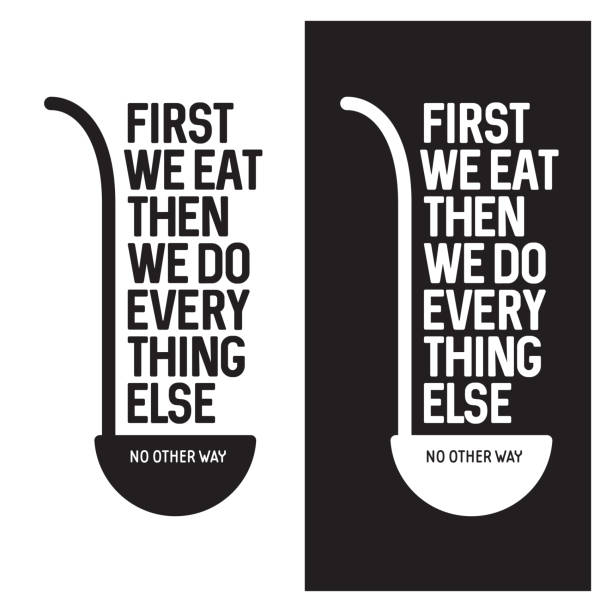 FIRST
WE EAT
THEN
WE DO
EVERY
THING
ELSE
NO OTHER WAY
FIRST
WE EAT
THEN
WE DO
EVERY
THING
ELSE
NO OTHER WAY